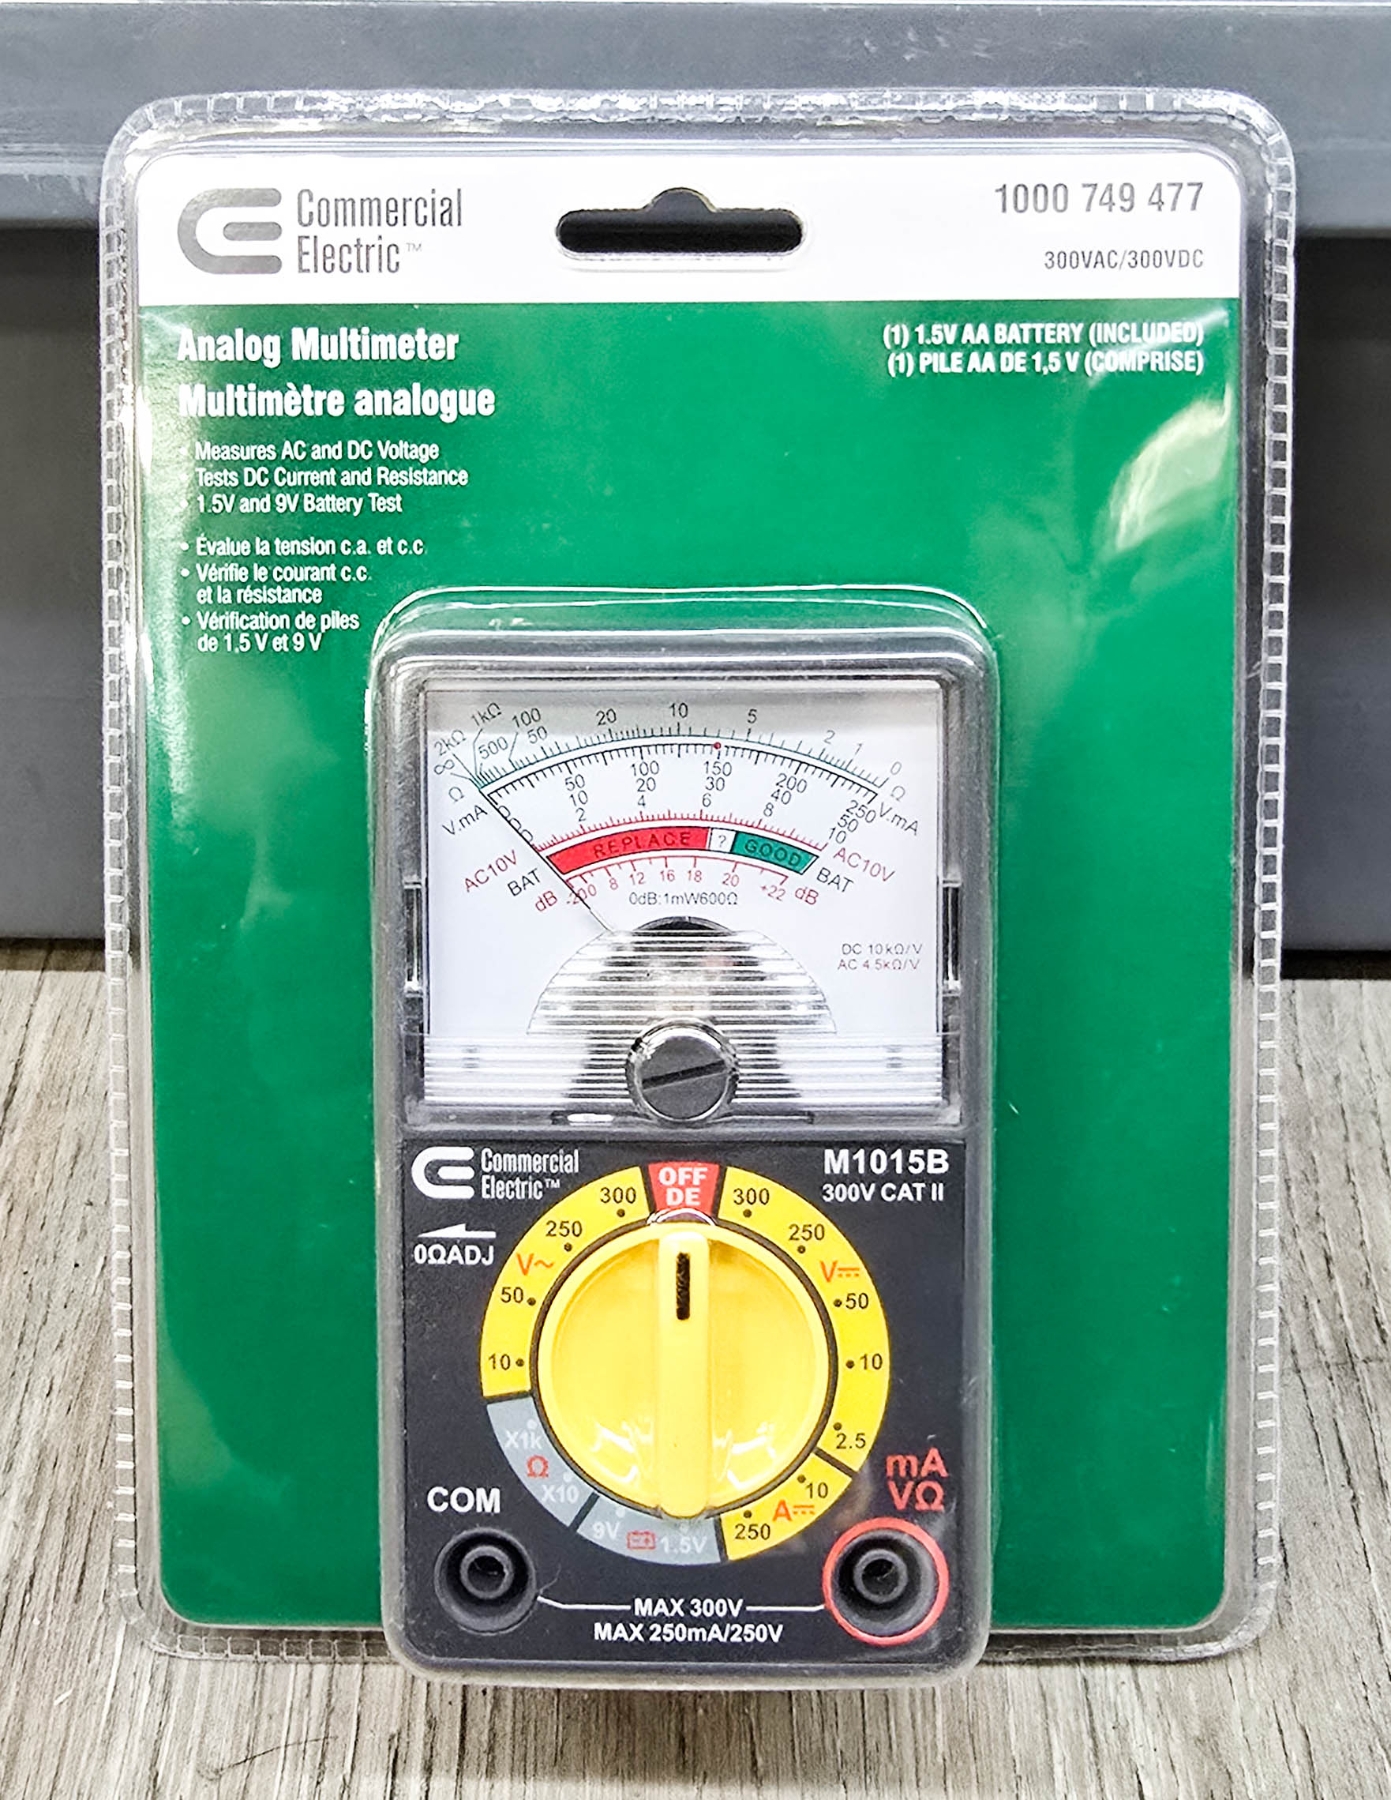 Commercial
Electric™
1000 749 477
300VAC/300VDC
Analog Multimeter
Multimètre analogue
(1) 1.5V AA BATTERY (INCLUDED)
(1) PILE AA DE 1,5 V (COMPRISE)
• Measures AC and DC Voltage
Tests DC Current and Resistance
• 1.5V and 9V Battery Test
• Évalue la tension c.a. et c.c
• Vérifie le courant c.c.
et la résistance
• Vérification de piles
de 1,5 V et 9 V
∞ 2kΩ 1kΩ 500 100 50 20 10 5 2 1 0
Ω Ω
V.mA 0 50 100 150 200 250 V.mA
0 10 20 30 40 50
0 2 4 6 8 10
AC10V AC10V
BAT REPLACE ? GOOD BAT
dB 0 8 12 16 18 20 +22 dB
0dB:1mW600Ω
DC 10kΩ/V
AC 4.5kΩ/V
Commercial
Electric™
OFF
DE
M1015B
300V CAT II
0ΩADJ
300 300
250 250
V~ V⎓
50 50
10 10
2.5
X1k
Ω
X10
10
A⎓
250
9V 1.5V
COM
mA
VΩ
MAX 300V
MAX 250mA/250V